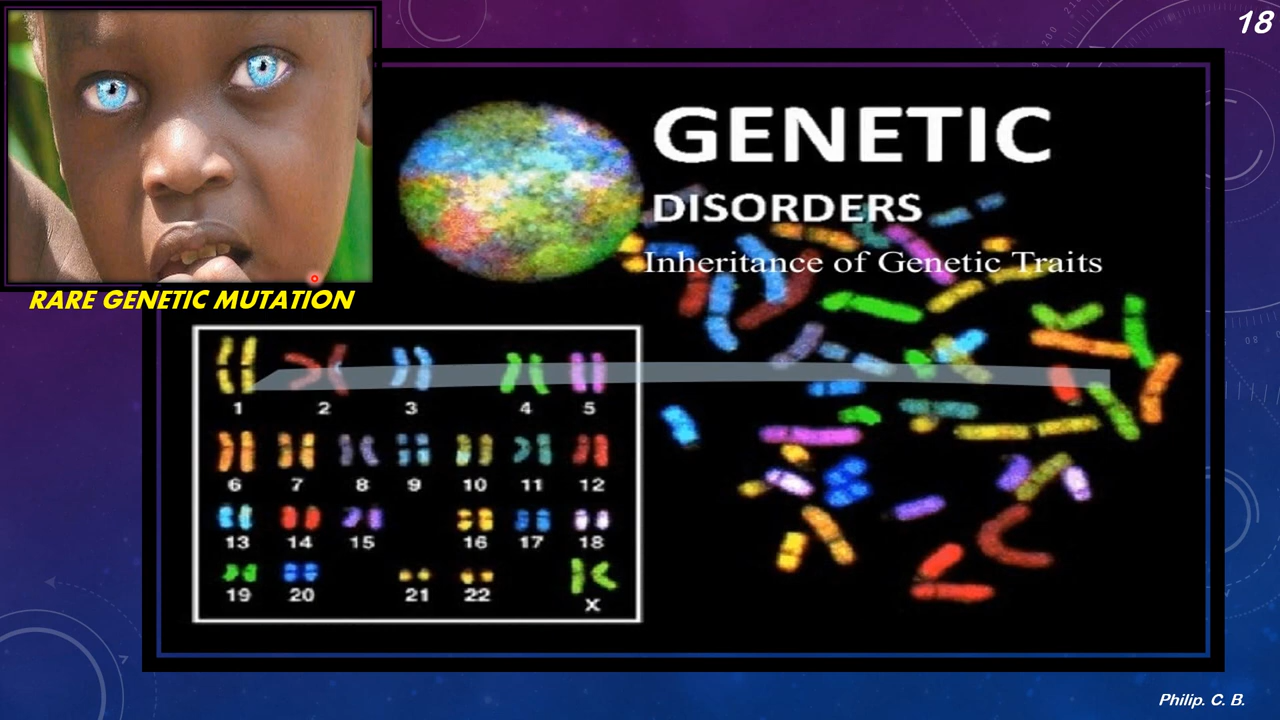 18
GENETIC
DISORDERS
Inheritance of Genetic Traits
RARE GENETIC MUTATION
1 2 3 4 5
6 7 8 9 10 11 12
13 14 15 16 17 18
19 20 21 22 X
Philip. C. B.